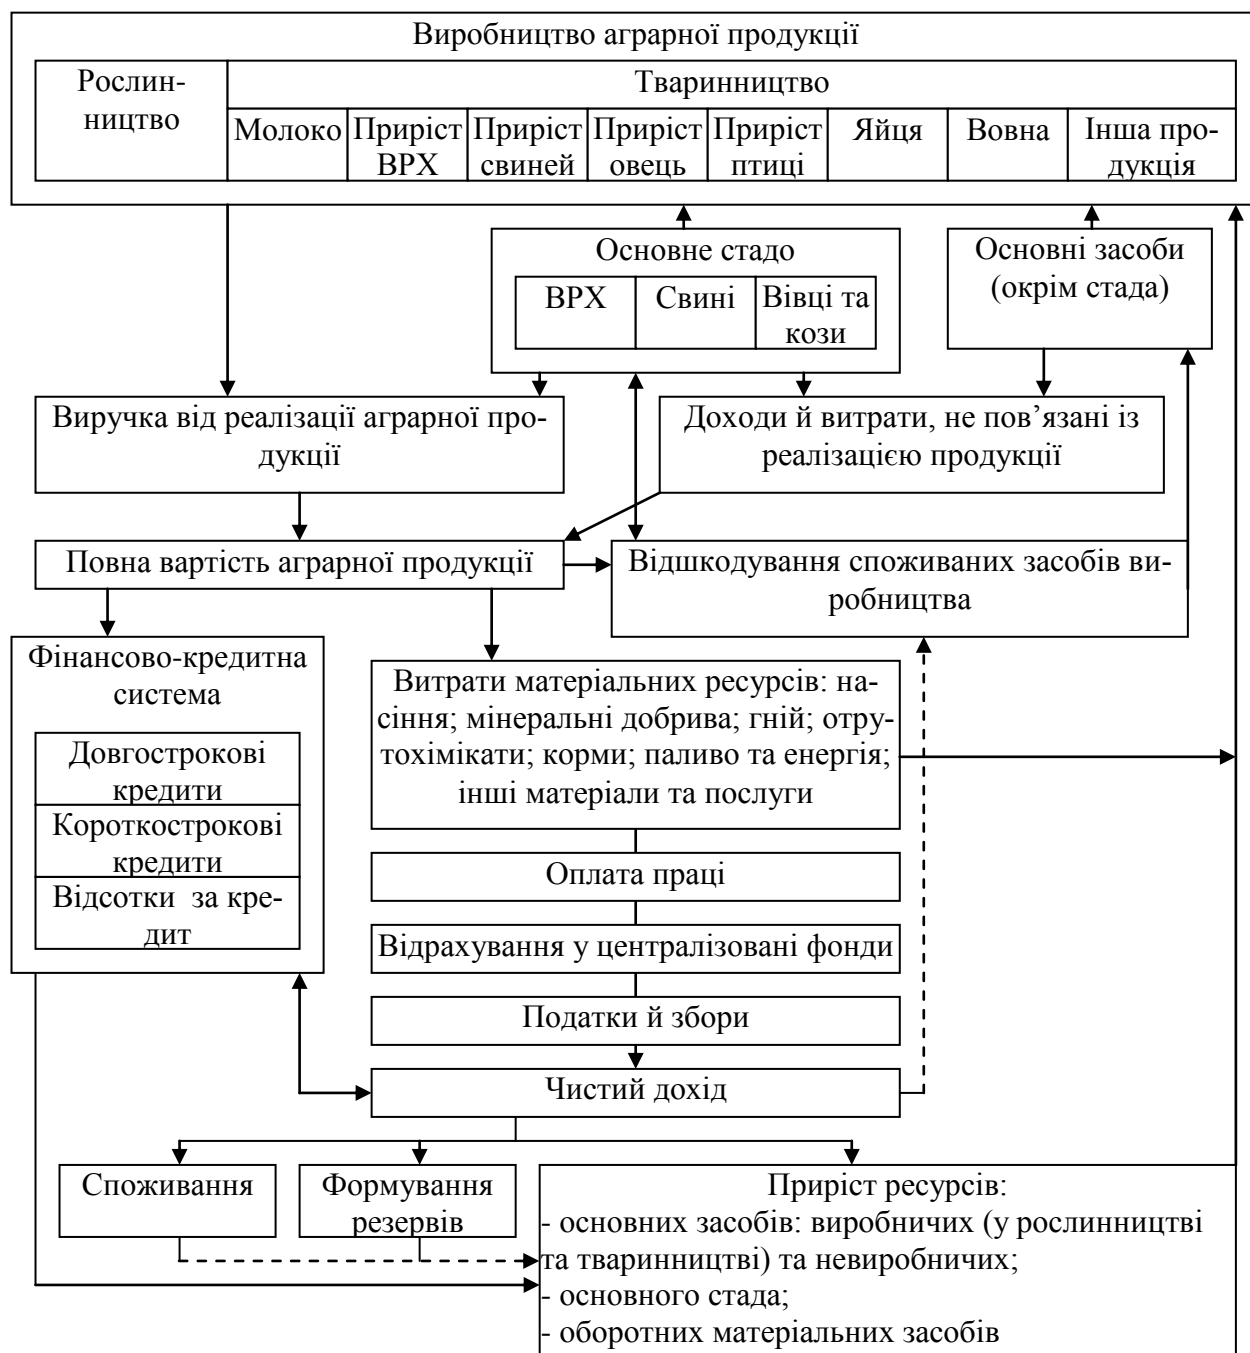 Виробництво аграрної продукції
Рослин-
ництво
Тваринництво
Молоко
Приріст
ВРХ
Приріст
свиней
Приріст
овець
Приріст
птиці
Яйця
Вовна
Інша про-
дукція
Основне стадо
ВРХ
Свині
Вівці та
кози
Основні засоби
(окрім стада)
Виручка від реалізації аграрної про-
дукції
Доходи й витрати, не пов’язані із
реалізацією продукції
Повна вартість аграрної продукції
Відшкодування споживаних засобів ви-
робництва
Фінансово-кредитна
система
Довгострокові
кредити
Короткострокові
кредити
Відсотки за кре-
дит
Витрати матеріальних ресурсів: на-
сіння; мінеральні добрива; гній; отру-
тохімікати; корми; паливо та енергія;
інші матеріали та послуги
Оплата праці
Відрахування у централізовані фонди
Податки й збори
Чистий дохід
Споживання
Формування
резервів
Приріст ресурсів:
- основних засобів: виробничих (у рослинництві
та тваринництві) та невиробничих;
- основного стада;
- оборотних матеріальних засобів